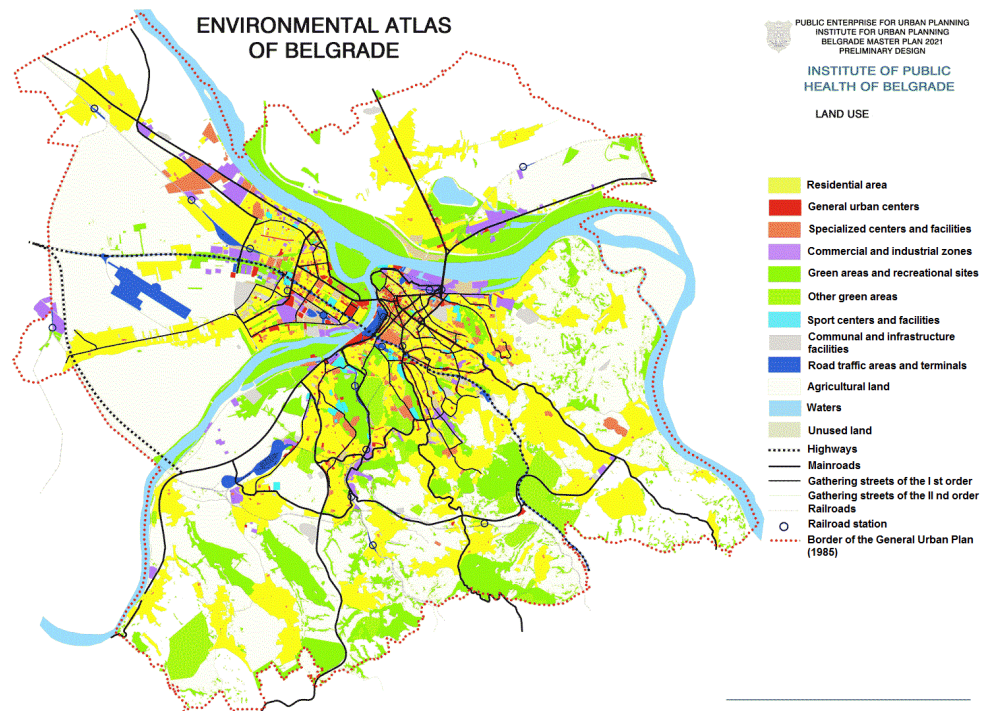 ENVIRONMENTAL ATLAS
OF BELGRADE
PUBLIC ENTERPRISE FOR URBAN PLANNING
INSTITUTE FOR URBAN PLANNING
BELGRADE MASTER PLAN 2021
PRELIMINARY DESIGN
INSTITUTE OF PUBLIC
HEALTH OF BELGRADE
LAND USE
Residential area
General urban centers
Specialized centers and facilities
Commercial and industrial zones
Green areas and recreational sites
Other green areas
Sport centers and facilities
Communal and infrastructure
facilities
Road traffic areas and terminals
Agricultural land
Waters
Unused land
Highways
Mainroads
Gathering streets of the I st order
Gathering streets of the II nd order
Railroads
Railroad station
Border of the General Urban Plan
(1985)